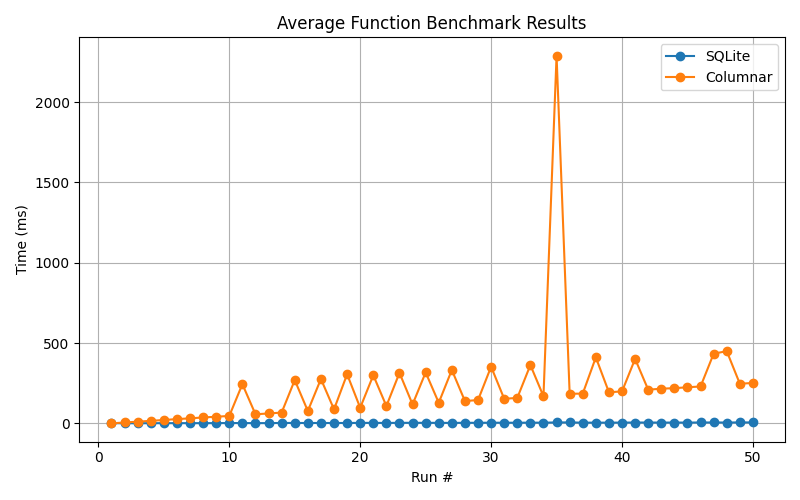 Average Function Benchmark Results
SQLite
Columnar
Time (ms)
2000
1500
1000
500
0
0 10 20 30 40 50
Run #